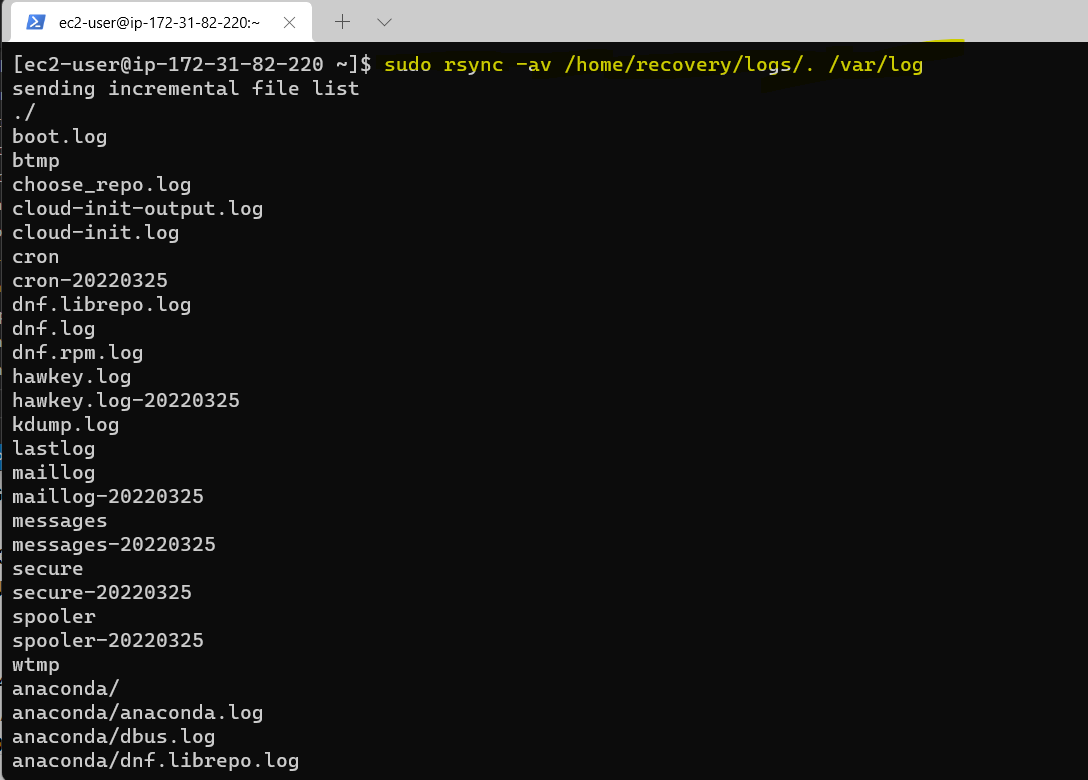 ec2-user@ip-172-31-82-220:~
[ec2-user@ip-172-31-82-220 ~]$ sudo rsync -av /home/recovery/logs/. /var/log
sending incremental file list
./
boot.log
btmp
choose_repo.log
cloud-init-output.log
cloud-init.log
cron
cron-20220325
dnf.librepo.log
dnf.log
dnf.rpm.log
hawkey.log
hawkey.log-20220325
kdump.log
lastlog
maillog
maillog-20220325
messages
messages-20220325
secure
secure-20220325
spooler
spooler-20220325
wtmp
anaconda/
anaconda/anaconda.log
anaconda/dbus.log
anaconda/dnf.librepo.log